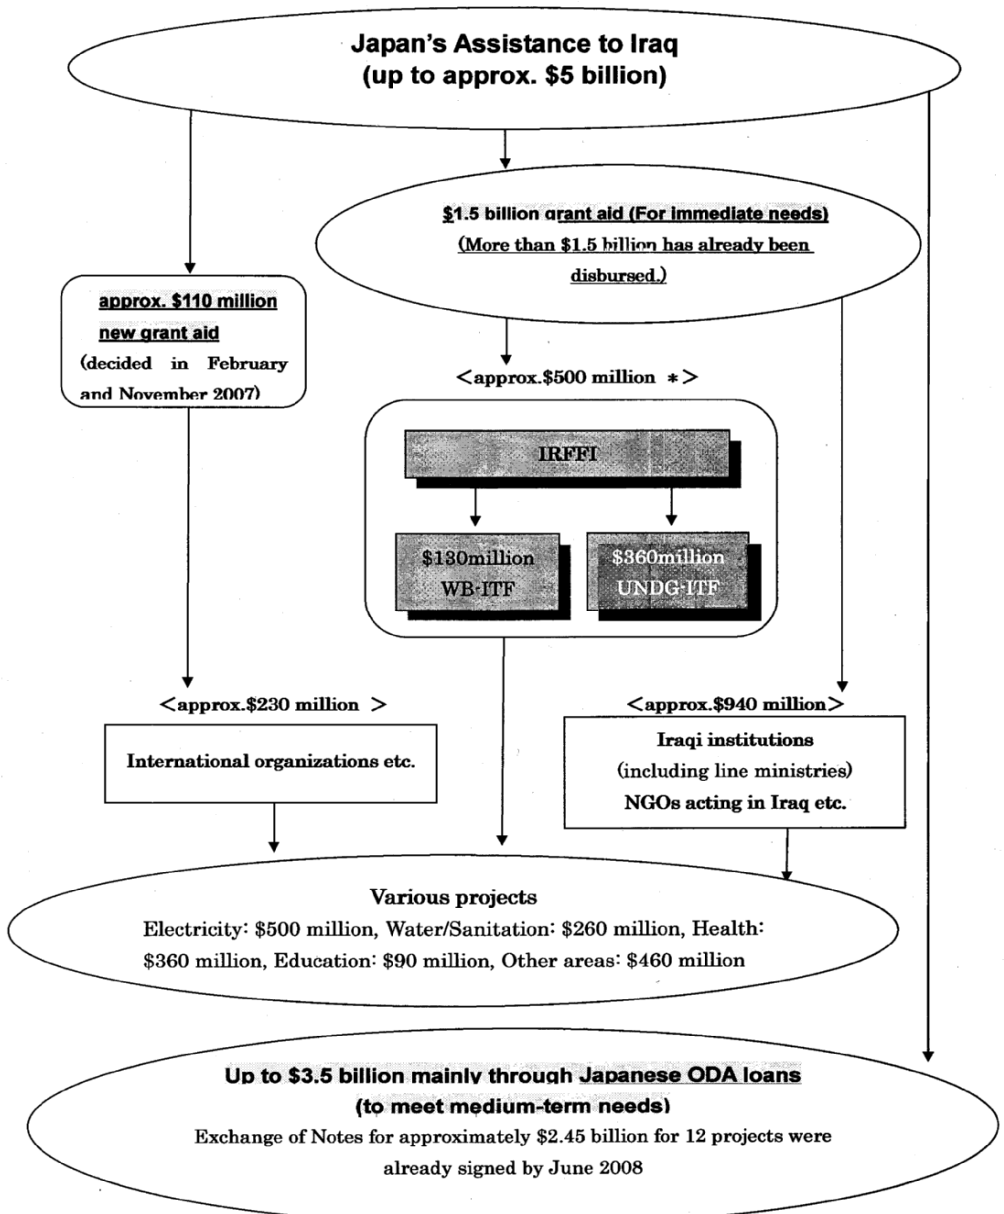 Japan's Assistance to Iraq
(up to approx. $5 billion)
$1.5 billion grant aid (For immediate needs)
(More than $1.5 billion has already been
disbursed.)
approx. $110 million
new grant aid
(decided in February
and November 2007)
<approx.$500 million *>
IRFFI
$130million
WB-ITF
$360million
UNDG-ITF
<approx.$230 million >
International organizations etc.
<approx.$940 million>
Iraqi institutions
(including line ministries)
NGOs acting in Iraq etc.
Various projects
Electricity: $500 million, Water/Sanitation: $260 million, Health:
$360 million, Education: $90 million, Other areas: $460 million
Up to $3.5 billion mainly through Japanese ODA loans
(to meet medium-term needs)
Exchange of Notes for approximately $2.45 billion for 12 projects were
already signed by June 2008